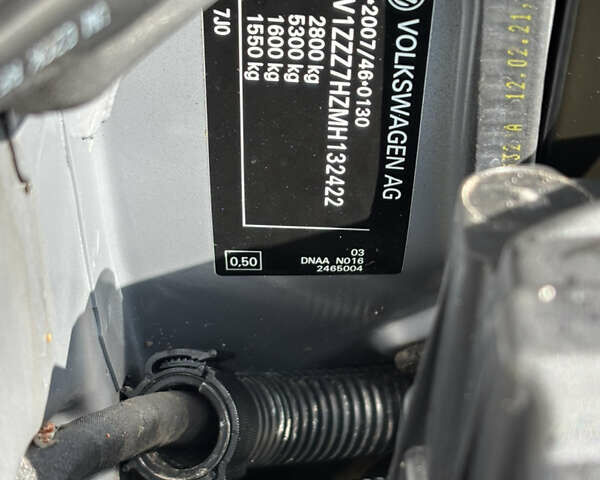 VOLKSWAGEN AG
*2007/46*0130
V1ZZZ7HZMH132422
2800 kg
5300 kg
1600 kg
1550 kg
7J0
03
0,50
DNAA N016
2465004
32 A 12.02.21,